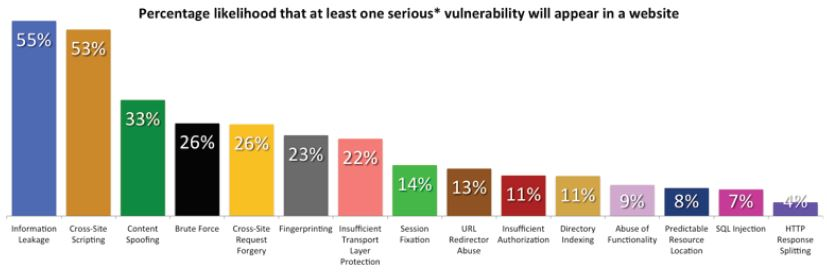 Percentage likelihood that at least one serious* vulnerability will appear in a website
55%
53%
33%
26%
26%
23%
22%
14%
13%
11%
11%
9%
8%
7%
4%
Information
Leakage
Cross-Site
Scripting
Content
Spoofing
Brute Force
Cross-Site
Request
Forgery
Fingerprinting
Insufficient
Transport
Layer
Protection
Session
Fixation
URL
Redirector
Abuse
Insufficient
Authorization
Directory
Indexing
Abuse of
Functionality
Predictable
Resource
Location
SQL Injection
HTTP
Response
Splitting